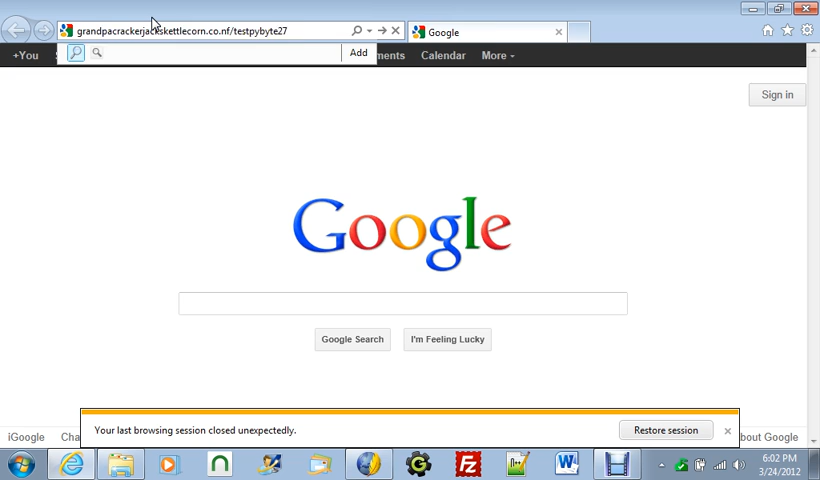 grandpacrackerjackskettlecorn.co.nf/testpybyte27
Google
Add
+You
ments
Calendar
More
Sign in
Google
Google Search
I'm Feeling Lucky
Your last browsing session closed unexpectedly.
Restore session
iGoogle
Cha
bout Google
6:02 PM
3/24/2012